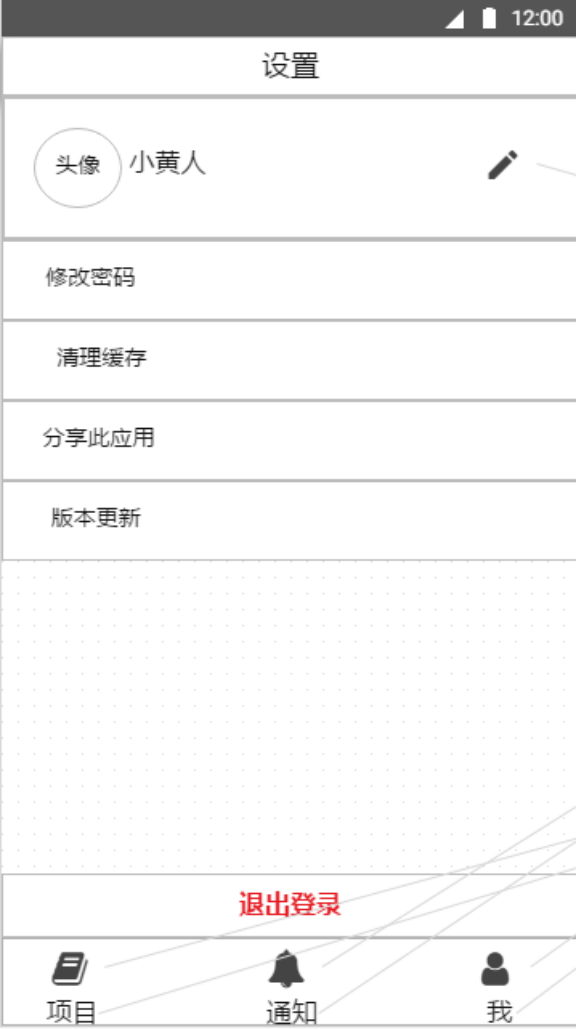 12:00
设置
头像 小黄人
修改密码
清理缓存
分享此应用
版本更新
退出登录
项目 通知 我